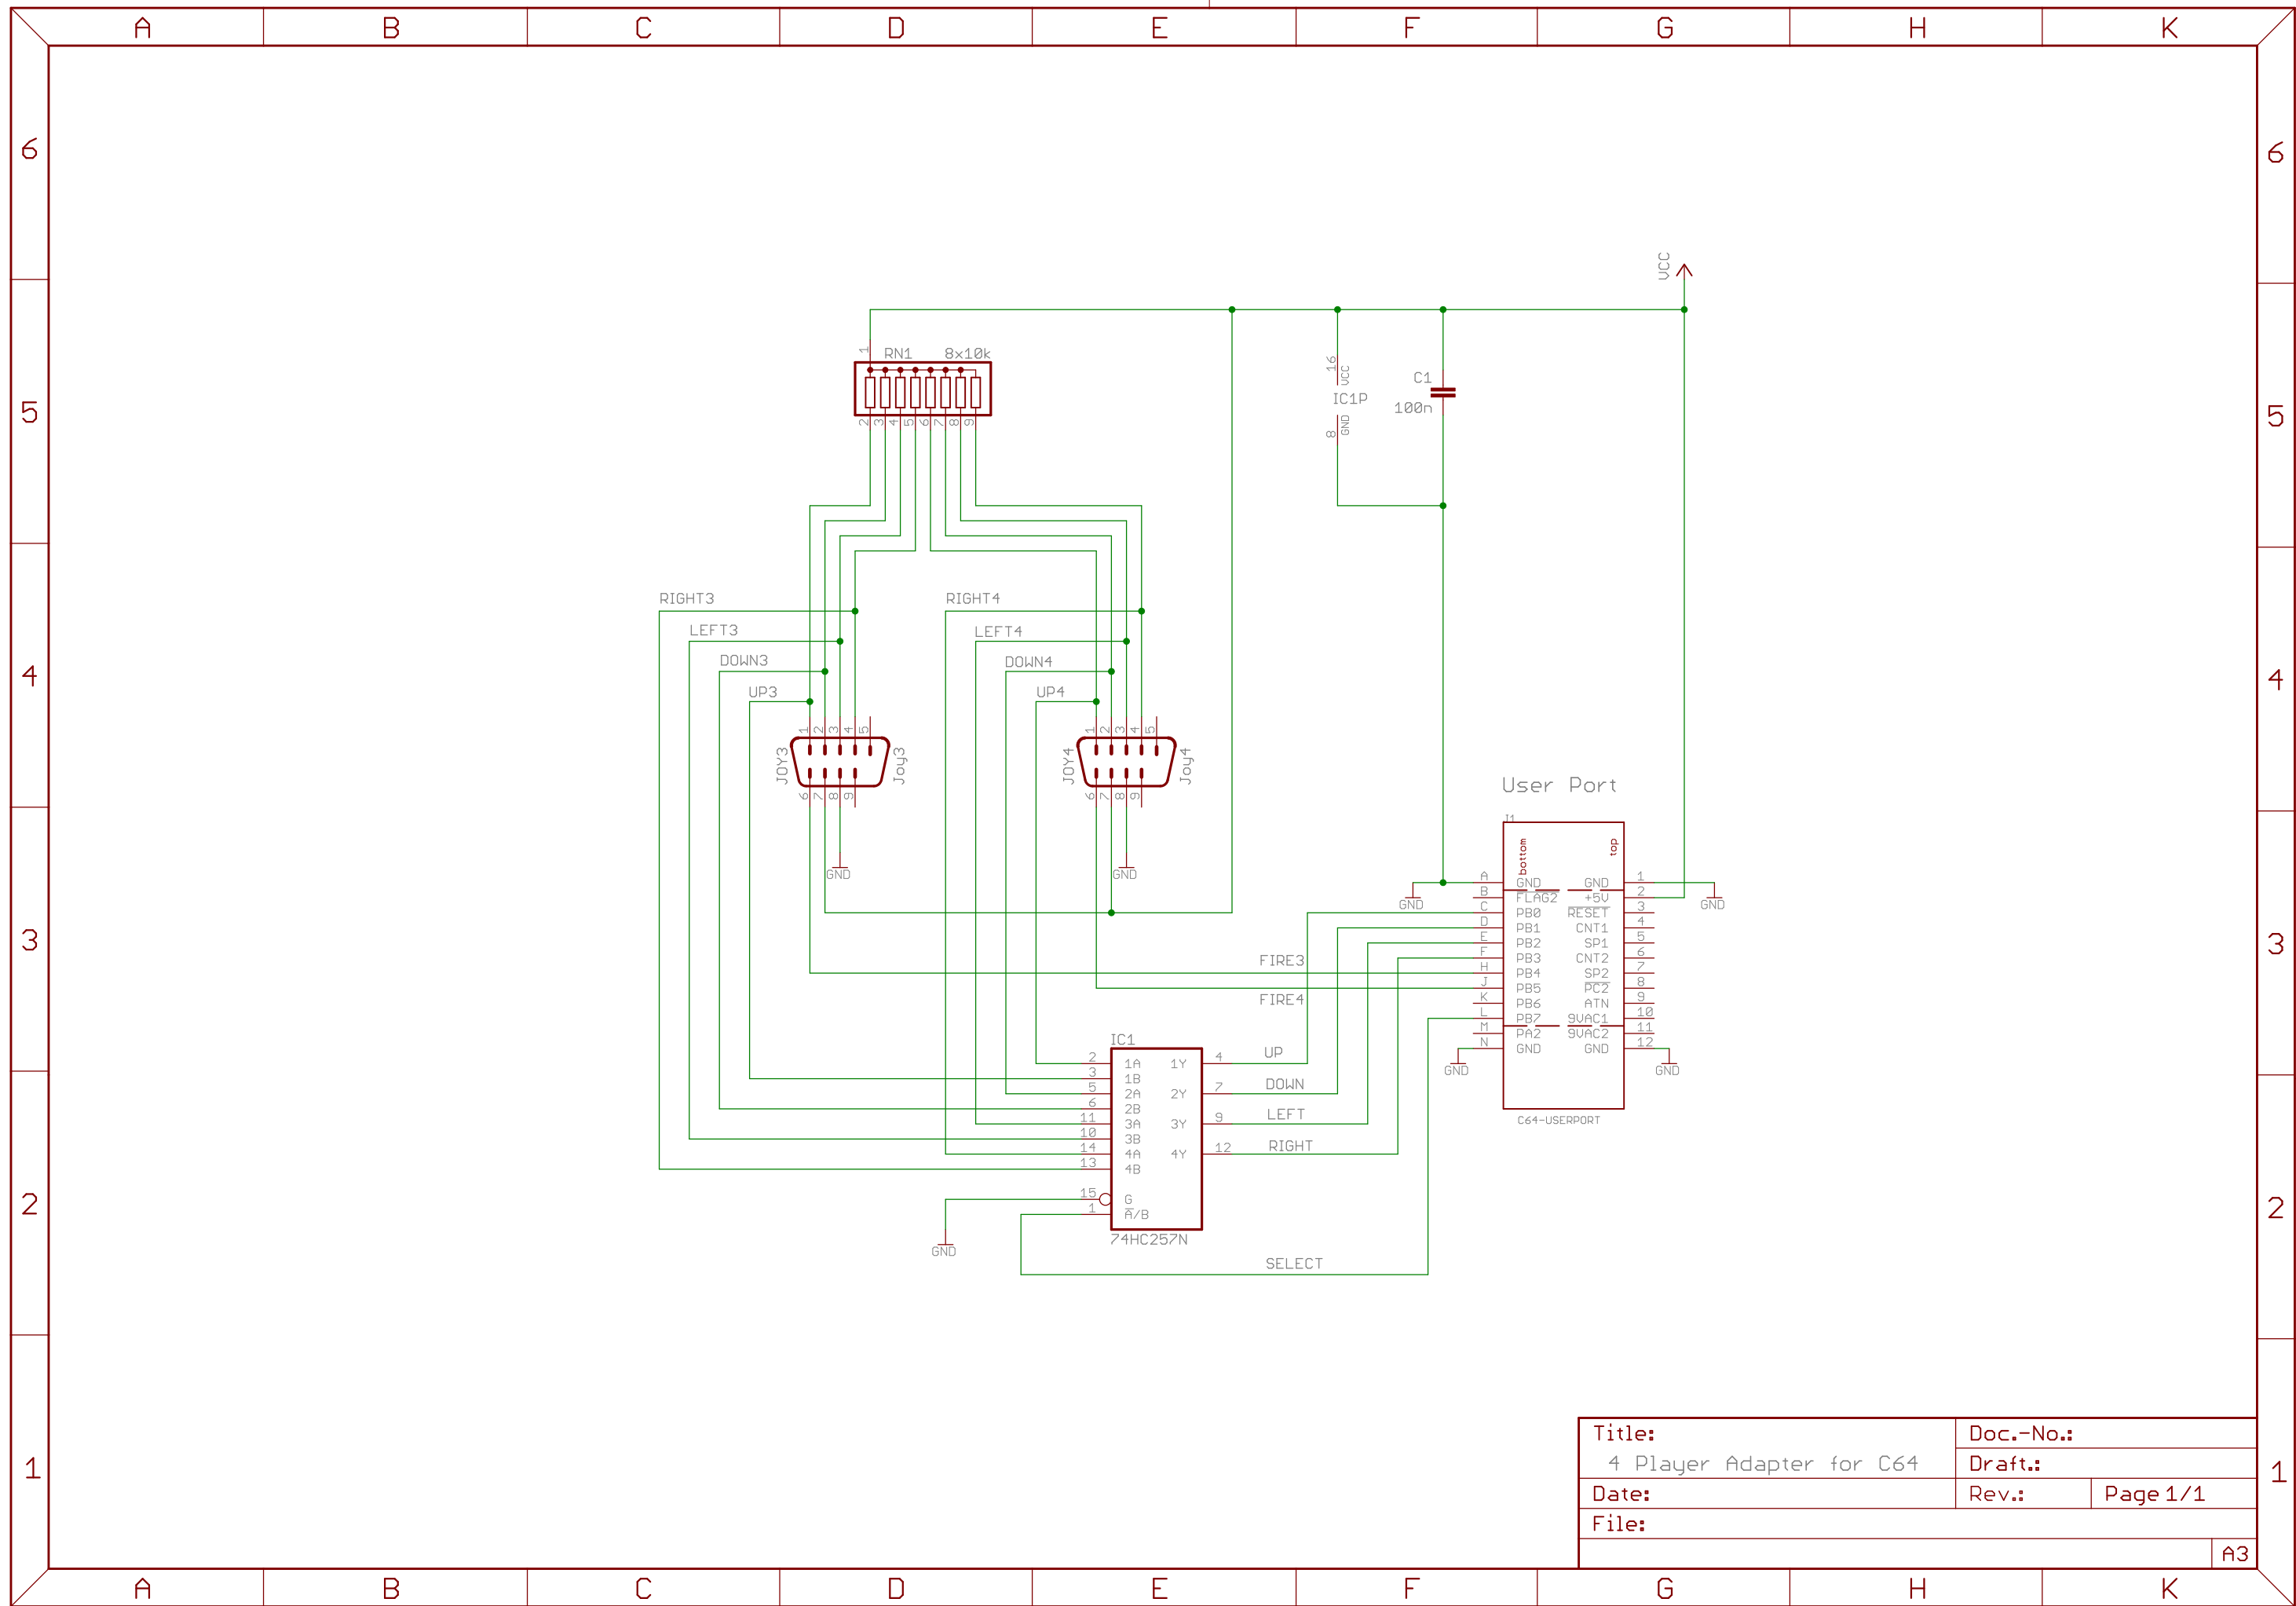 A B C D E F G H K
6 6
VCC
1 RN1 8x10k
16 VCC
C1
IC1P
100n
5 5
2 3 4 5 6 7 8 9
8 GND
RIGHT3 RIGHT4
LEFT3 LEFT4
DOWN3 DOWN4
4 4
UP3 UP4
1 2 3 4 5 1 2 3 4 5
JOY3 Joy3 JOY4 Joy4
6 7 8 9 6 7 8 9
User Port
J1
bottom top
GND GND
A GND GND 1
B FLAG2 +5V 2
GND GND
C PB0 RESET 3
D PB1 CNT1 4
3 3
E PB2 SP1 5
F PB3 CNT2 6
FIRE3
H PB4 SP2 7
J PB5 PC2 8
FIRE4
K PB6 ATN 9
L PB7 9VAC1 10
M PA2 9VAC2 11
N GND GND 12
GND GND
C64-USERPORT
IC1
2 1A 1Y 4 UP
3 1B
5 2A 2Y 7 DOWN
6 2B
11 3A 3Y 9 LEFT
10 3B
14 4A 4Y 12 RIGHT
13 4B
15 G
2 2
1 A/B
74HC257N
GND
SELECT
Title: Doc.-No.:
4 Player Adapter for C64 Draft.:
1 1
Date: Rev.: Page 1/1
File:
A3
A B C D E F G H K